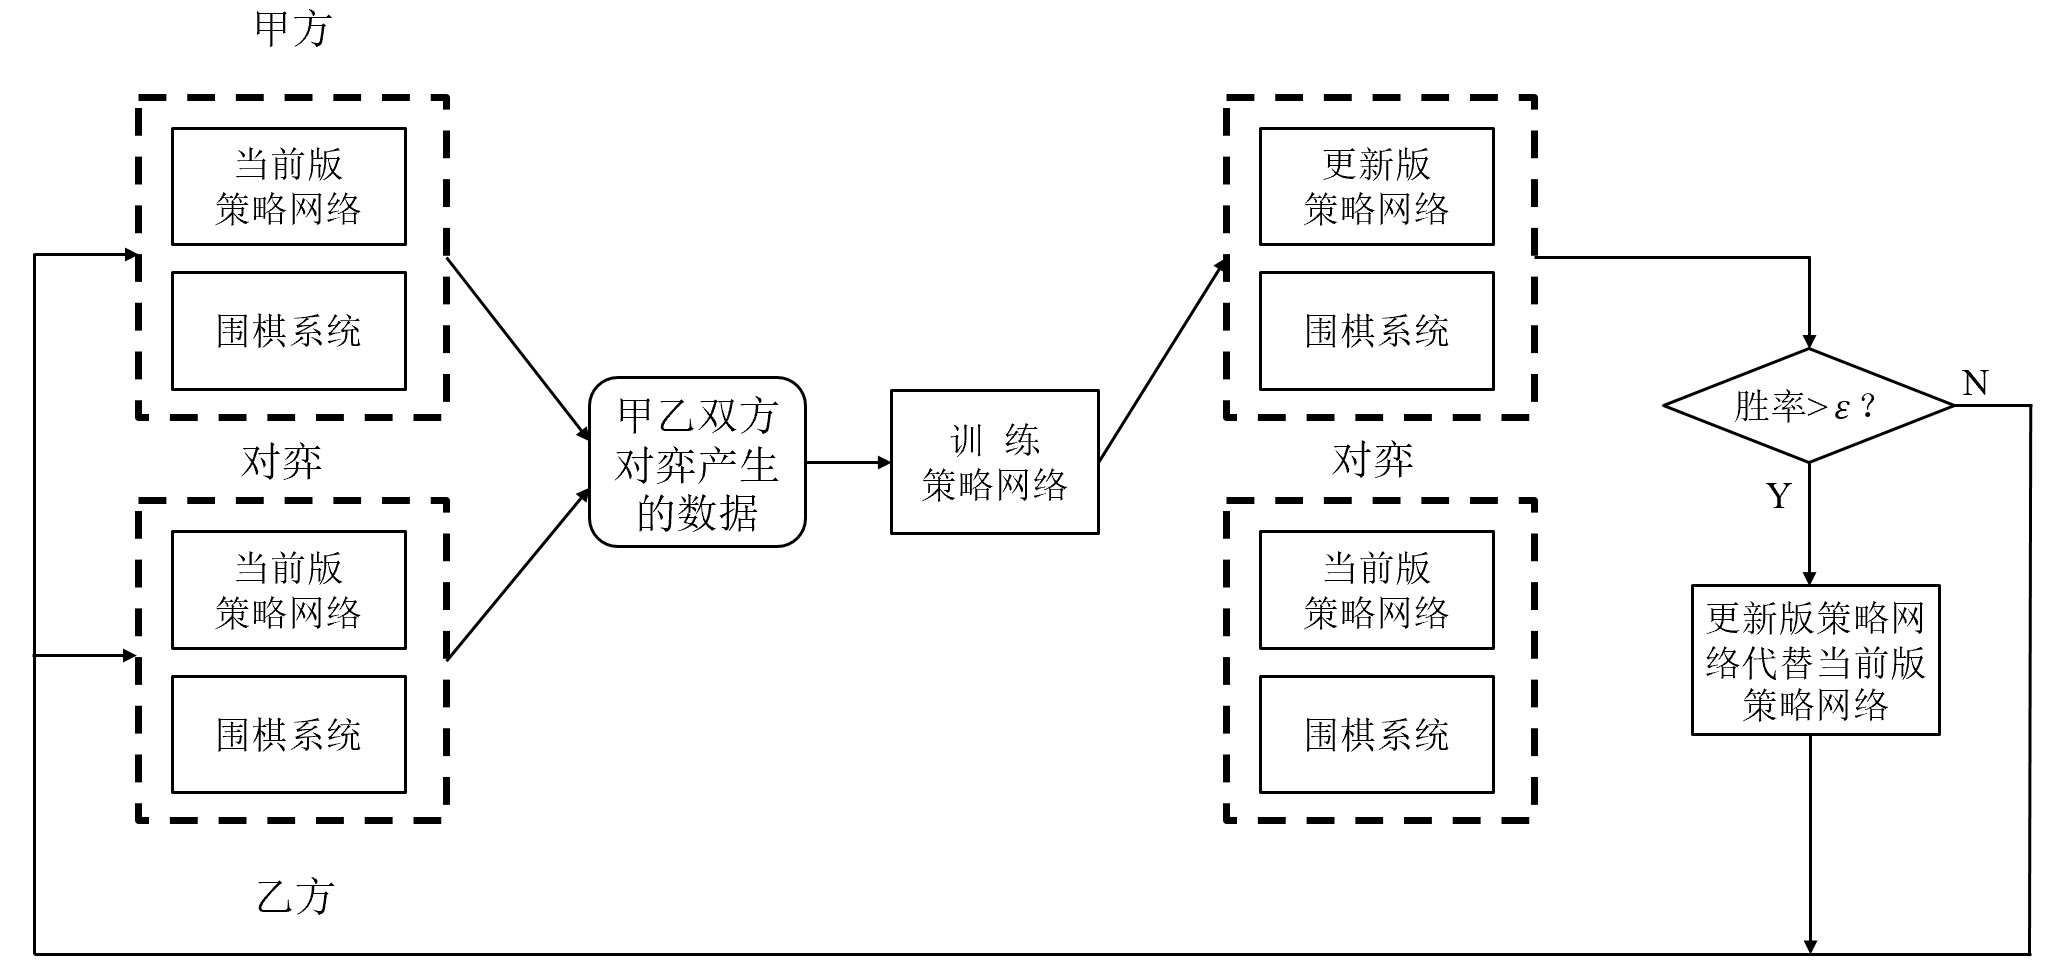 甲方
当前版
策略网络
围棋系统
对弈
当前版
策略网络
围棋系统
乙方
甲乙双方
对弈产生
的数据
训 练
策略网络
更新版
策略网络
围棋系统
对弈
当前版
策略网络
围棋系统
胜率>ε？
N
Y
更新版策略网
络代替当前版
策略网络